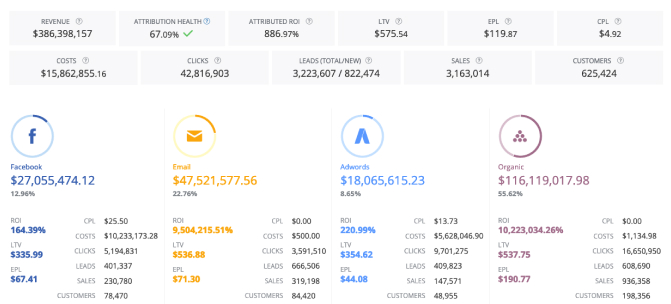 REVENUE ATTRIBUTION HEALTH ATTRIBUTED ROI LTV EPL CPL
$386,398,157 67.09% 886.97% $575.54 $119.87 $4.92
COSTS CLICKS LEADS (TOTAL/NEW) SALES CUSTOMERS
$15,862,855.16 42,816,903 3,223,607 / 822,474 3,163,014 625,424
Facebook
$27,055,474.12
12.96%
ROI
164.39%
LTV
$335.99
EPL
$67.41
CPL $25.50
COSTS $10,233,173.28
CLICKS 5,194,831
LEADS 401,337
SALES 230,780
CUSTOMERS 78,470
Email
$47,521,577.56
22.76%
ROI
9,504,215.51%
LTV
$536.88
EPL
$71.30
CPL $0.00
COSTS $500.00
CLICKS 3,591,510
LEADS 666,506
SALES 319,198
CUSTOMERS 84,420
Adwords
$18,065,615.23
8.65%
ROI
220.99%
LTV
$354.62
EPL
$44.08
CPL $13.73
COSTS $5,628,046.90
CLICKS 9,701,275
LEADS 409,823
SALES 147,571
CUSTOMERS 48,955
Organic
$116,119,017.98
55.62%
ROI
10,223,034.26%
LTV
$537.75
EPL
$190.77
CPL $0.00
COSTS $1,134.98
CLICKS 16,650,950
LEADS 608,690
SALES 936,358
CUSTOMERS 198,356